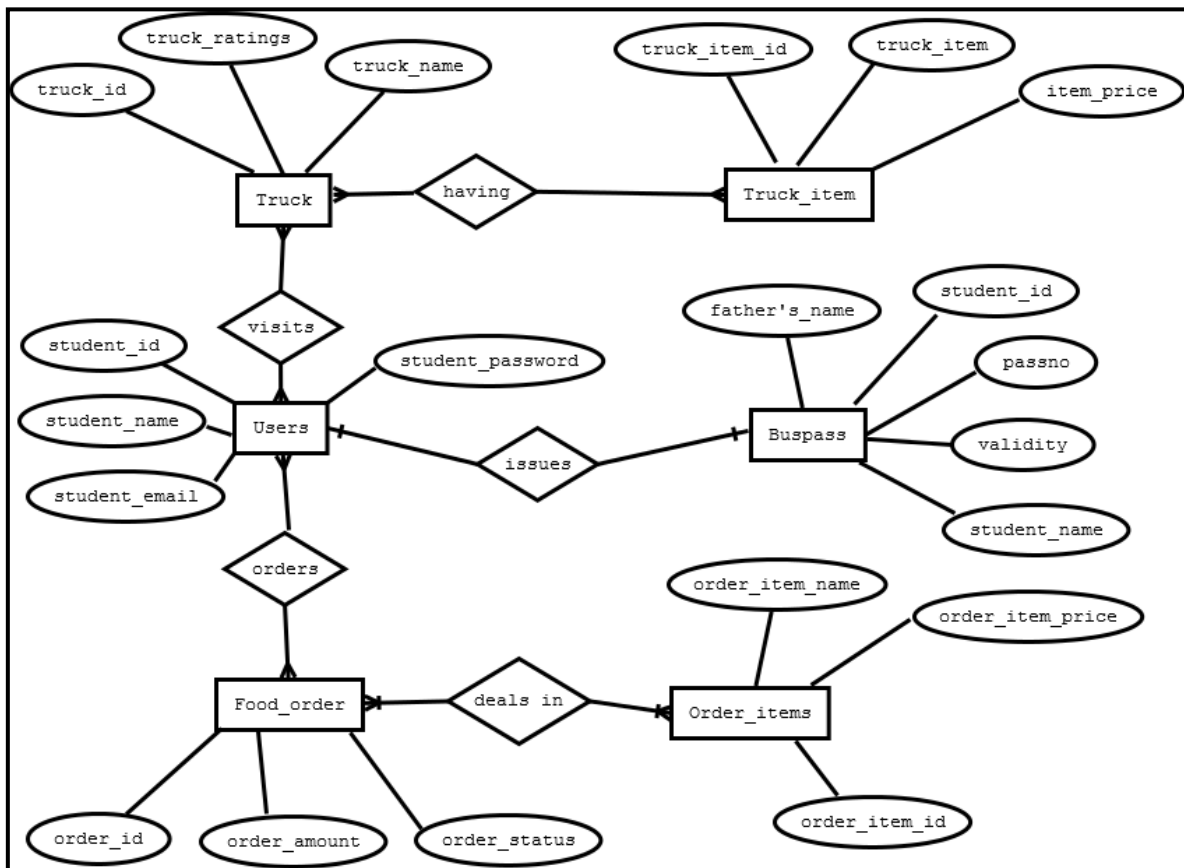 truck_ratings
truck_name
truck_id
truck_item_id
truck_item
item_price
Truck
having
Truck_item
visits
student_id
student_password
student_name
Users
student_email
issues
father's_name
student_id
passno
Buspass
validity
student_name
orders
order_item_name
order_item_price
Food_order
deals in
Order_items
order_id
order_amount
order_status
order_item_id